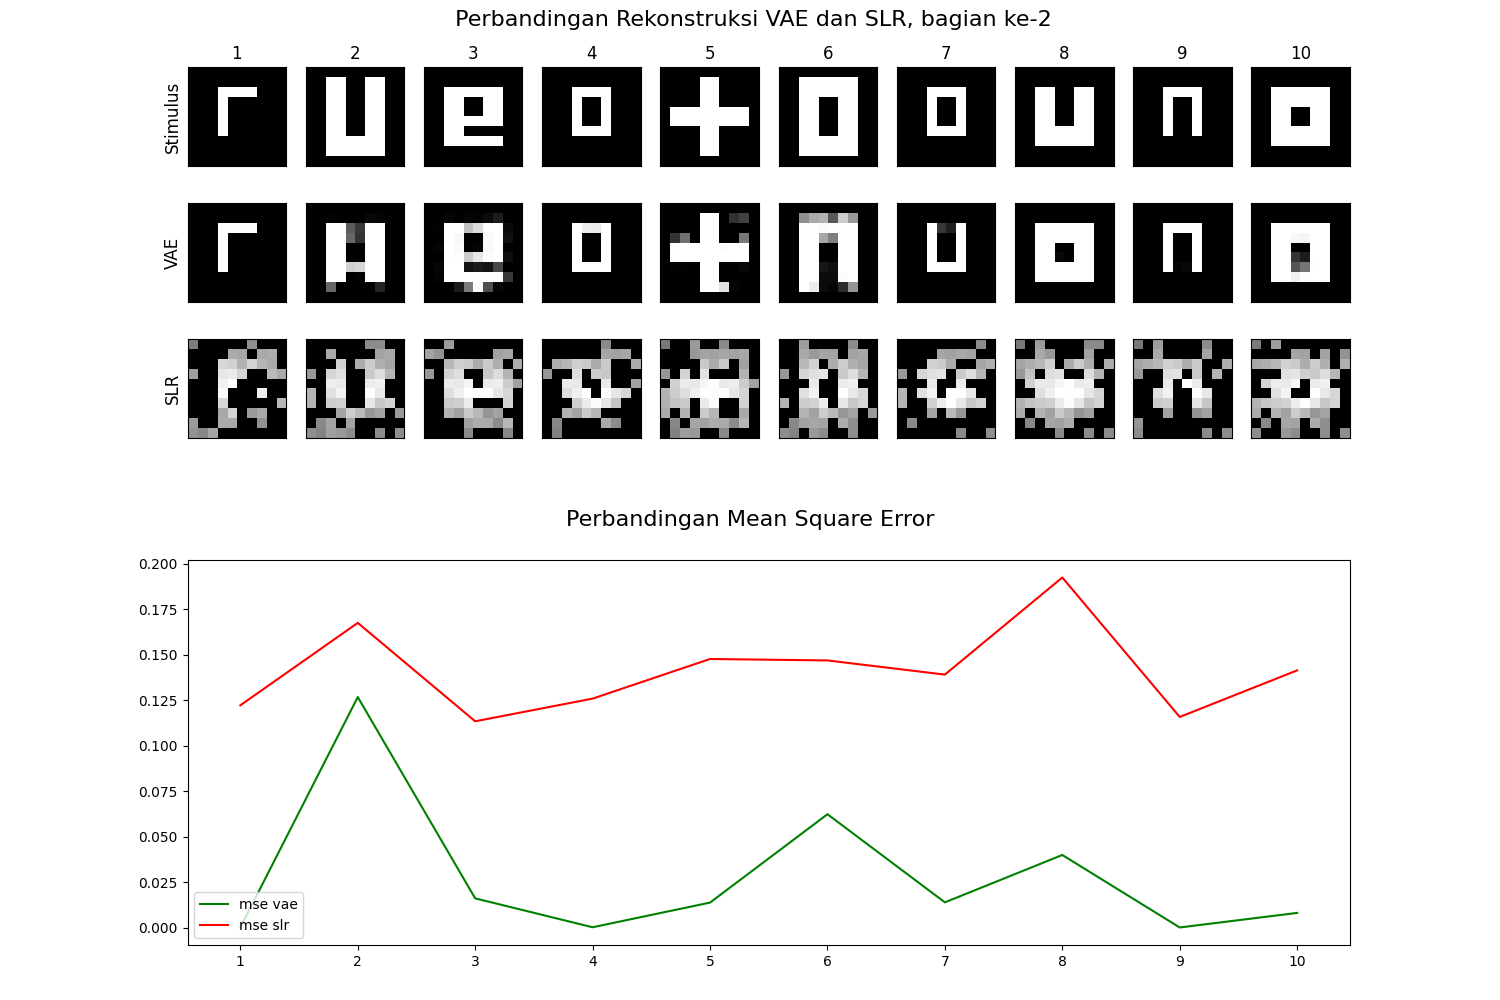 Perbandingan Rekonstruksi VAE dan SLR, bagian ke-2
1 2 3 4 5 6 7 8 9 10
Stimulus
VAE
SLR
Perbandingan Mean Square Error
0.200
0.175
0.150
0.125
0.100
0.075
0.050
0.025
0.000
mse vae
mse slr
1 2 3 4 5 6 7 8 9 10